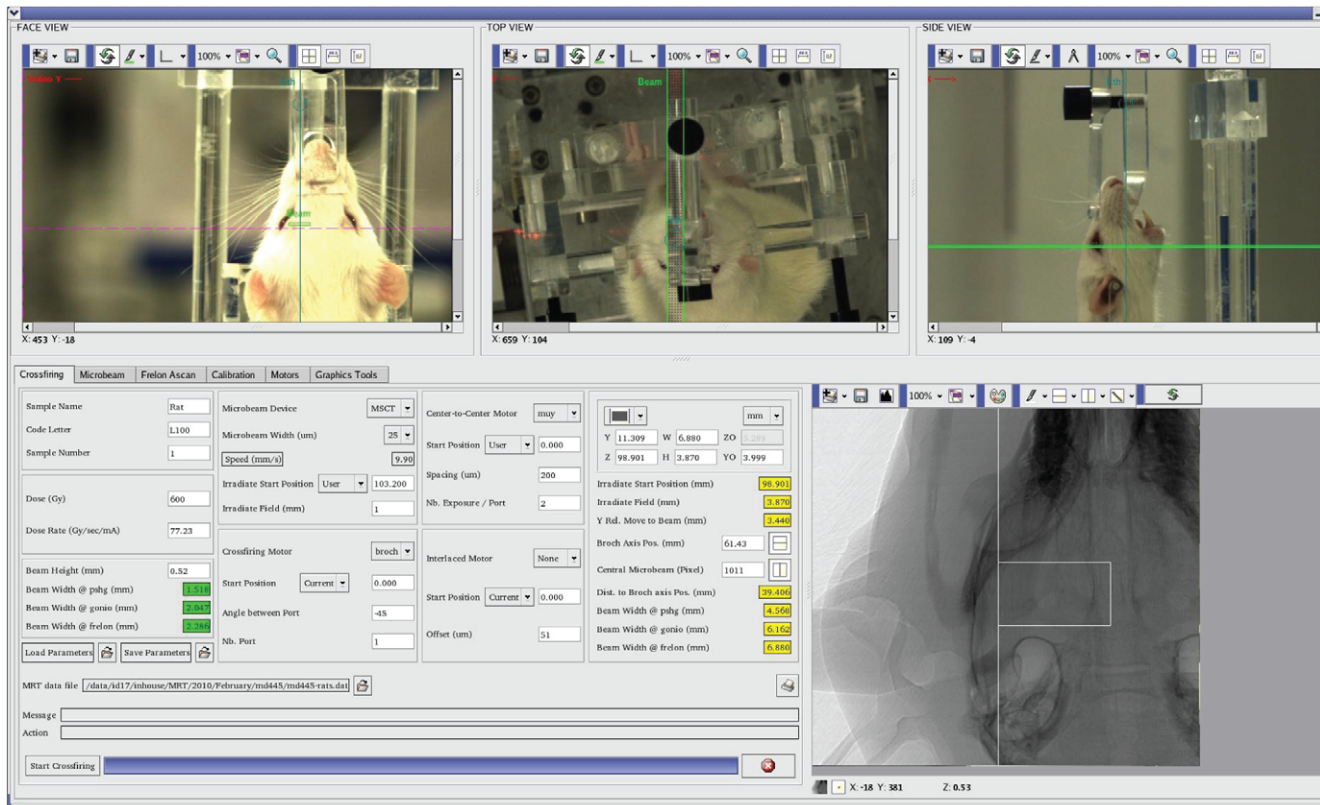 FACE VIEW
TOP VIEW
SIDE VIEW
100%
100%
100%
Beam
Beam
X: 453 Y: -18
X: 659 Y: 104
X: 109 Y: -4
Crossfiring Microbeam Frelon Ascan Calibration Motors Graphics Tools
Sample Name Rat
Code Letter L100
Sample Number 1
Dose (Gy) 600
Dose Rate (Gy/sec/mA) 77.23
Beam Height (mm) 0.52
Beam Width @ pshg (mm) 1.518
Beam Width @ gonio (mm) 2.047
Beam Width @ frelon (mm) 2.286
Load Parameters Save Parameters
Microbeam Device MSCT
Microbeam Width (um) 25
Speed (mm/s) 9.90
Irradiate Start Position User 103.200
Irradiate Field (mm) 1
Crossfiring Motor broch
Start Position Current 0.000
Angle between Port -45
Nb. Port 1
Center-to-Center Motor muy
Start Position User 0.000
Spacing (um) 200
Nb. Exposure / Port 2
Interlaced Motor None
Start Position Current 0.000
Offset (um) 51
mm
Y 11.309 W 6.880 ZO 5.289
Z 98.901 H 3.870 YO 3.999
Irradiate Start Position (mm) 98.901
Irradiate Field (mm) 3.870
Y Rel. Move to Beam (mm) 3.440
Broch Axis Pos. (mm) 61.43
Central Microbeam (Pixel) 1011
Dist. to Broch axis Pos. (mm) 39.406
Beam Width @ pshg (mm) 4.568
Beam Width @ gonio (mm) 6.162
Beam Width @ frelon (mm) 6.880
MRT data file /data/id17/inhouse/MRT/2010/February/md445/md445-rats.dat
Message
Action
Start Crossfiring
100%
X: -18 Y: 381 Z: 0.53